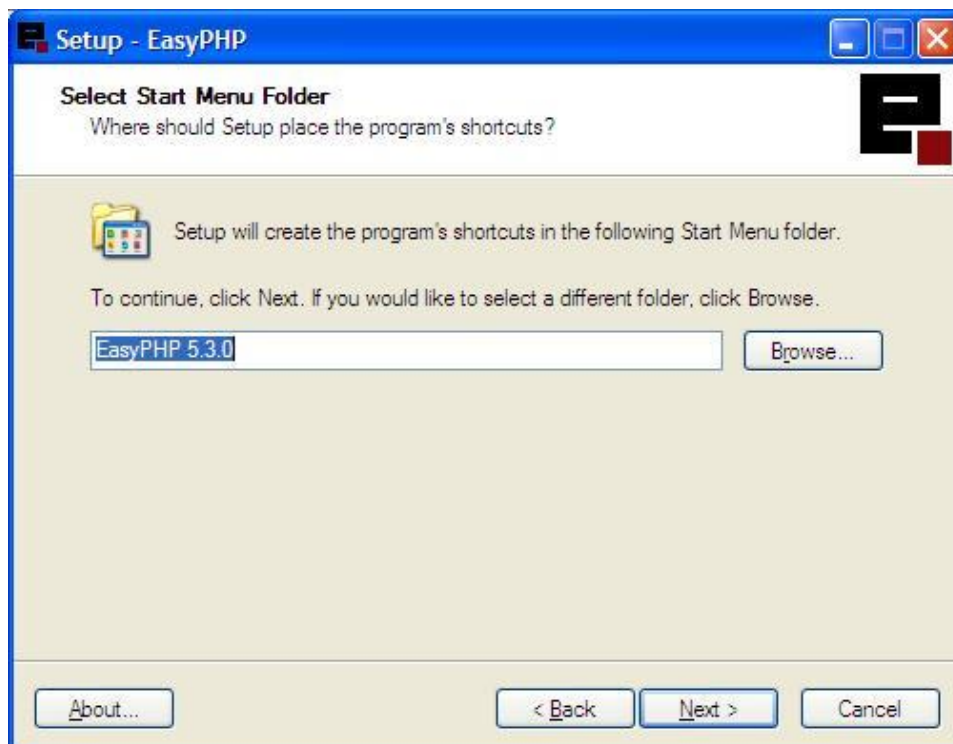 Setup - EasyPHP
Select Start Menu Folder
Where should Setup place the program's shortcuts?
Setup will create the program's shortcuts in the following Start Menu folder.
To continue, click Next. If you would like to select a different folder, click Browse.
EasyPHP 5.3.0
Browse...
About...
< Back
Next >
Cancel